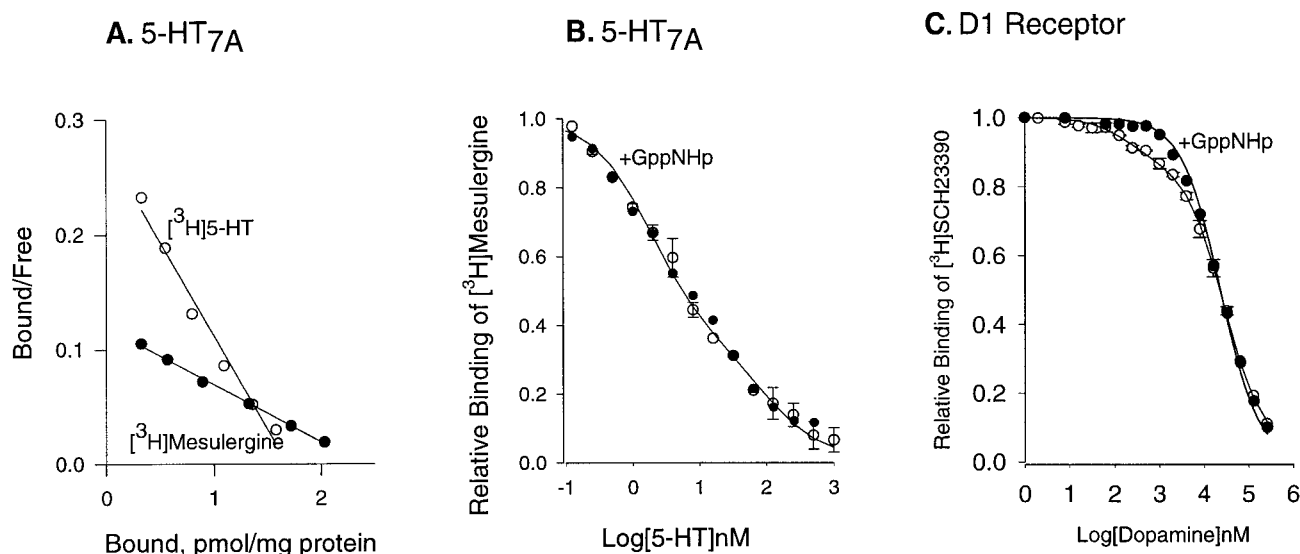 A. 5-HT7A
0.3
0.2
0.1
0.0
Bound/Free
[3H]5-HT
[3H]Mesulergine
0
1
2
Bound, pmol/mg protein
B. 5-HT7A
1.0
0.8
0.6
0.4
0.2
0.0
Relative Binding of [3H]Mesulergine
+GppNHp
-1
0
1
2
3
Log[5-HT]nM
C. D1 Receptor
1.0
0.8
0.6
0.4
0.2
0.0
Relative Binding of [3H]SCH23390
+GppNHp
0
1
2
3
4
5
6
Log[Dopamine]nM